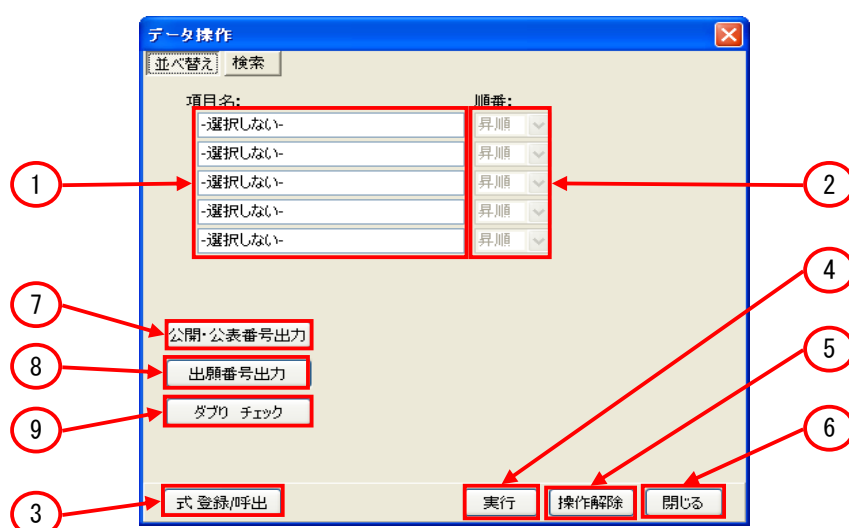 データ操作
並べ替え 検索
項目名: 順番:
-選択しない- 昇順
-選択しない- 昇順
1 -選択しない- 昇順 2
-選択しない- 昇順
-選択しない- 昇順
4
7 公開・公表番号出力
5
8 出願番号出力
9 ダブり チェック 6
3 式 登録/呼出 実行 操作解除 閉じる